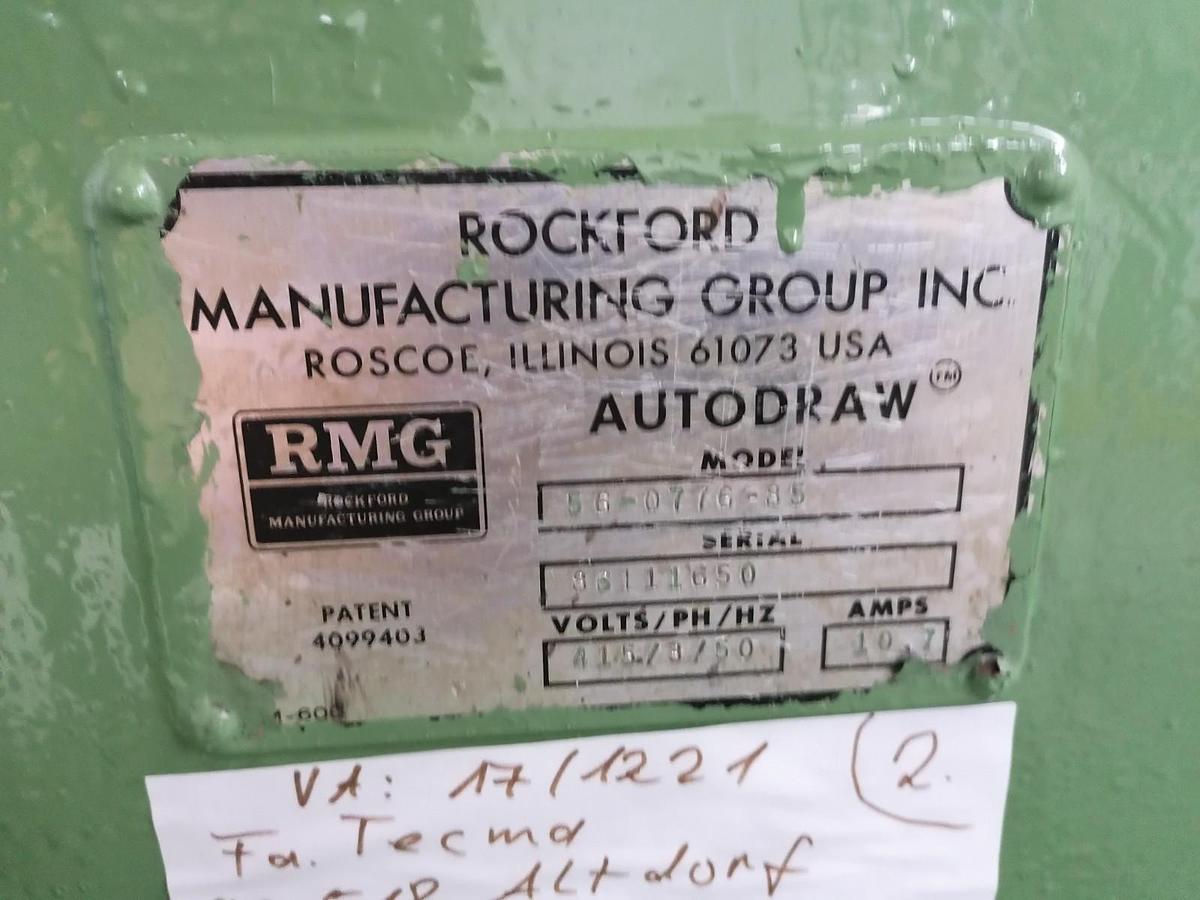 ROCKFORD
MANUFACTURING GROUP INC.
ROSCOE, ILLINOIS 61073 USA
AUTODRAW TM
RMG
ROCKFORD
MANUFACTURING GROUP
MODEL
56-0776-85
SERIAL
86111650
VOLTS/PH/HZ
AMPS
415/3/50
10.7
PATENT
4099403
VA: 17/1221
2.
Fa. Tecma
Altdorf